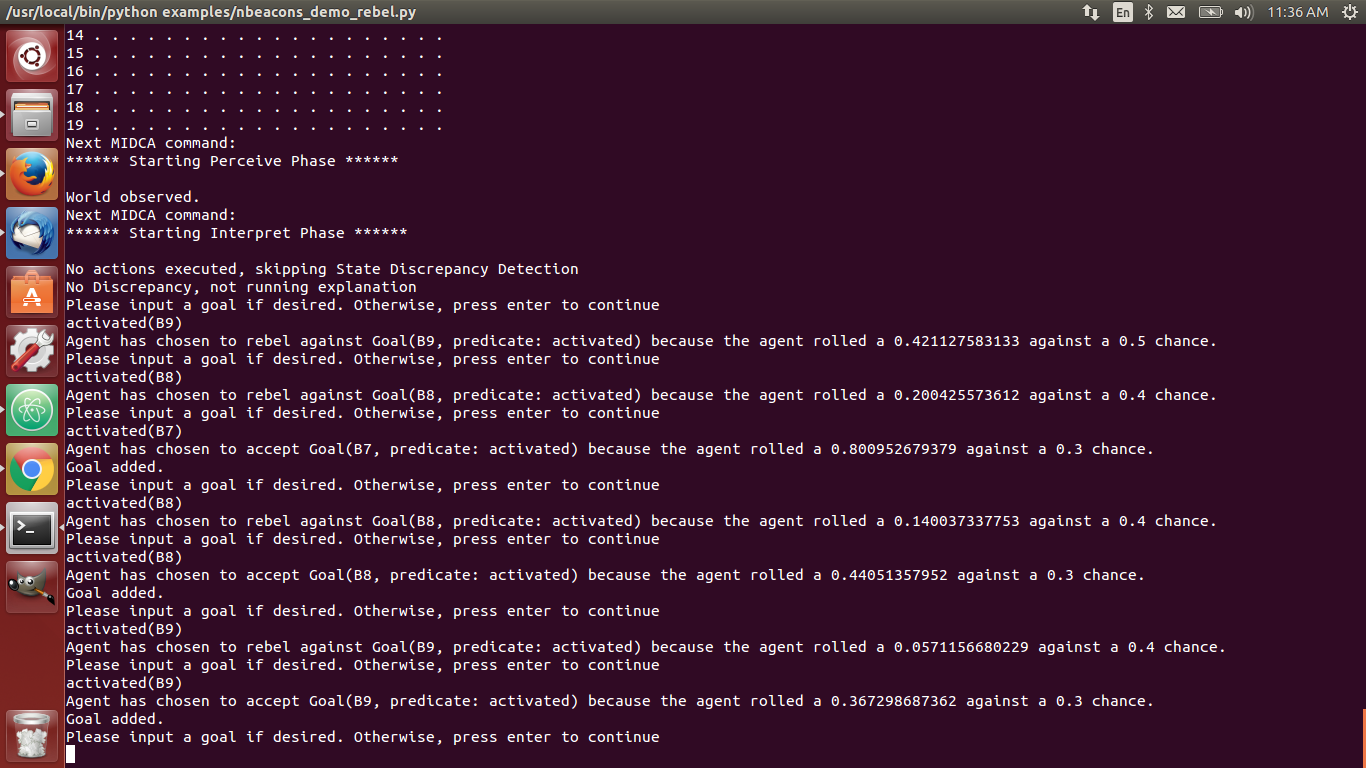 /usr/local/bin/python examples/nbeacons_demo_rebel.py
En
11:36 AM
14 . . . . . . . . . . . . . . . . . . . .
15 . . . . . . . . . . . . . . . . . . . .
16 . . . . . . . . . . . . . . . . . . . .
17 . . . . . . . . . . . . . . . . . . . .
18 . . . . . . . . . . . . . . . . . . . .
19 . . . . . . . . . . . . . . . . . . . .
Next MIDCA command:
****** Starting Perceive Phase ******
World observed.
Next MIDCA command:
****** Starting Interpret Phase ******
No actions executed, skipping State Discrepancy Detection
No Discrepancy, not running explanation
Please input a goal if desired. Otherwise, press enter to continue
activated(B9)
Agent has chosen to rebel against Goal(B9, predicate: activated) because the agent rolled a 0.421127583133 against a 0.5 chance.
Please input a goal if desired. Otherwise, press enter to continue
activated(B8)
Agent has chosen to rebel against Goal(B8, predicate: activated) because the agent rolled a 0.200425573612 against a 0.4 chance.
Please input a goal if desired. Otherwise, press enter to continue
activated(B7)
Agent has chosen to accept Goal(B7, predicate: activated) because the agent rolled a 0.800952679379 against a 0.3 chance.
Goal added.
Please input a goal if desired. Otherwise, press enter to continue
activated(B8)
Agent has chosen to rebel against Goal(B8, predicate: activated) because the agent rolled a 0.140037337753 against a 0.4 chance.
Please input a goal if desired. Otherwise, press enter to continue
activated(B8)
Agent has chosen to accept Goal(B8, predicate: activated) because the agent rolled a 0.44051357952 against a 0.3 chance.
Goal added.
Please input a goal if desired. Otherwise, press enter to continue
activated(B9)
Agent has chosen to rebel against Goal(B9, predicate: activated) because the agent rolled a 0.0571156680229 against a 0.4 chance.
Please input a goal if desired. Otherwise, press enter to continue
activated(B9)
Agent has chosen to accept Goal(B9, predicate: activated) because the agent rolled a 0.367298687362 against a 0.3 chance.
Goal added.
Please input a goal if desired. Otherwise, press enter to continue